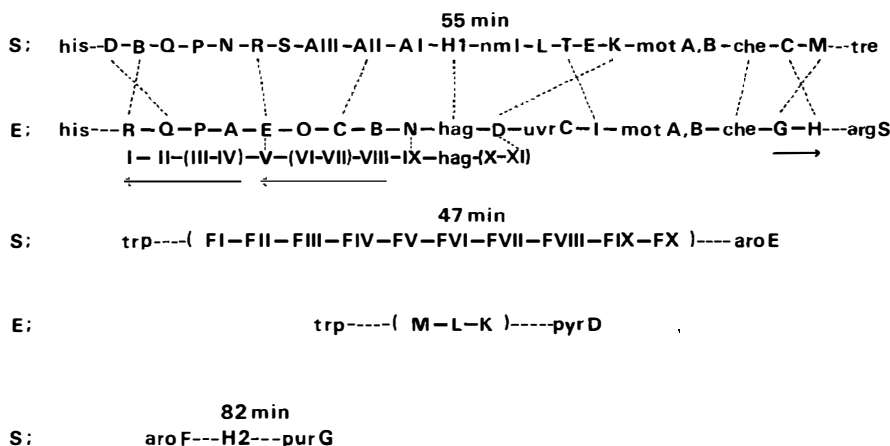 55 min
S; his--D-B-Q-P-N-R-S-AIII-AII-AI-H1-nml-L-T-E-K-mot A,B-che-C-M---tre
E; his---R-Q-P-A-E-O-C-B-N-hag-D-uvrC-I-mot A,B-che-G-H---argS
I-II-(III-IV)-V-(VI-VII)-VIII-IX-hag-(X-XI)
47 min
S; trp----( FI-FII-FIII-FIV-FV-FVI-FVII-FVIII-FIX-FX )----aroE
E; trp-----( M-L-K )-----pyrD
82 min
S; aroF---H2---purG